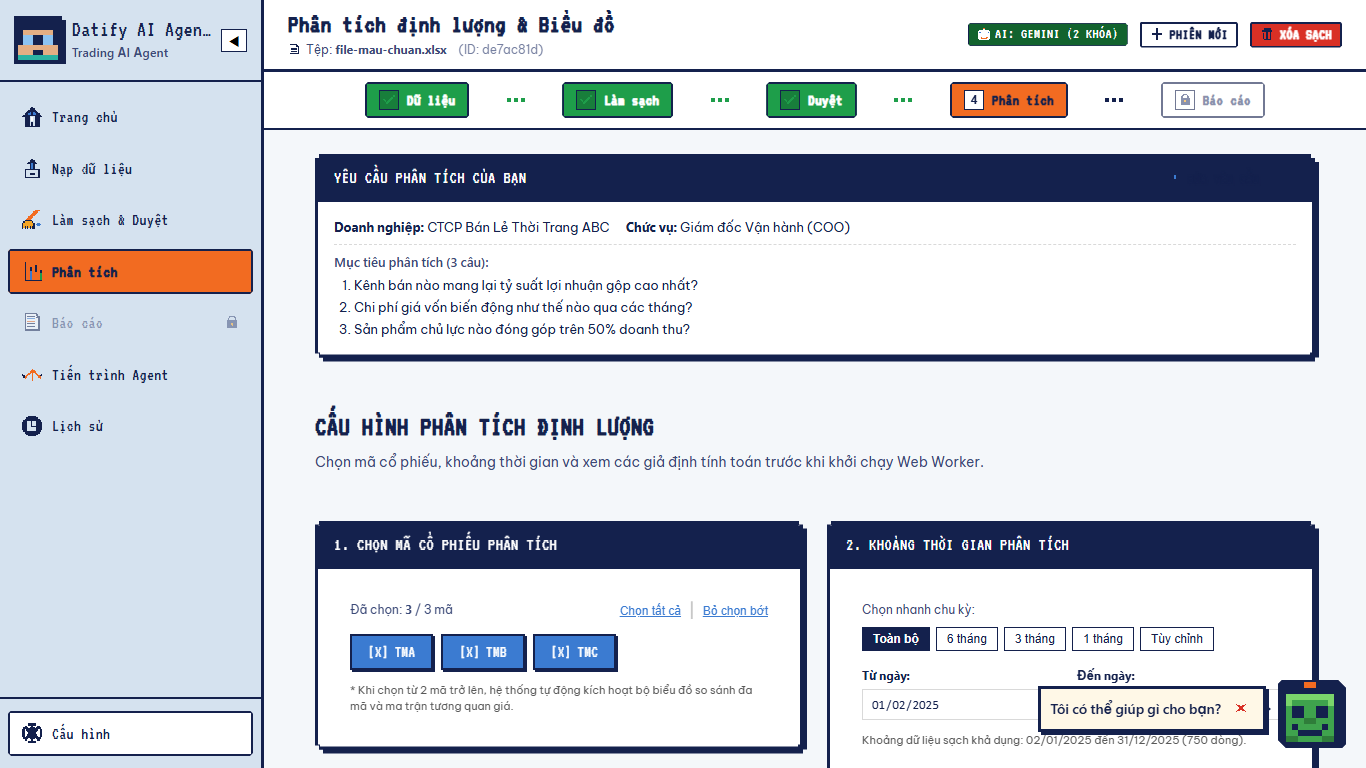 Datify AI Agen…
Trading AI Agent
Trang chủ
Nạp dữ liệu
Làm sạch & Duyệt
Phân tích
Báo cáo
Tiến trình Agent
Lịch sử
Cấu hình
Phân tích định lượng & Biểu đồ
Tệp: file-mau-chuan.xlsx (ID: de7ac81d)
AI: GEMINI (2 KHÓA)
PHIÊN MỚI
XÓA SẠCH
Dữ liệu
Làm sạch
Duyệt
4 Phân tích
Báo cáo
YÊU CẦU PHÂN TÍCH CỦA BẠN
Doanh nghiệp: CTCP Bán Lẻ Thời Trang ABC Chức vụ: Giám đốc Vận hành (COO)
Mục tiêu phân tích (3 câu):
1. Kênh bán nào mang lại tỷ suất lợi nhuận gộp cao nhất?
2. Chi phí giá vốn biến động như thế nào qua các tháng?
3. Sản phẩm chủ lực nào đóng góp trên 50% doanh thu?
CẤU HÌNH PHÂN TÍCH ĐỊNH LƯỢNG
Chọn mã cổ phiếu, khoảng thời gian và xem các giả định tính toán trước khi khởi chạy Web Worker.
1. CHỌN MÃ CỔ PHIẾU PHÂN TÍCH
Đã chọn: 3 / 3 mã
Chọn tất cả | Bỏ chọn bớt
[X] TMA
[X] TMB
[X] TMC
* Khi chọn từ 2 mã trở lên, hệ thống tự động kích hoạt bộ biểu đồ so sánh đa
mã và ma trận tương quan giá.
2. KHOẢNG THỜI GIAN PHÂN TÍCH
Chọn nhanh chu kỳ:
Toàn bộ
6 tháng
3 tháng
1 tháng
Tùy chỉnh
Từ ngày:
Đến ngày:
01/02/2025
Tôi có thể giúp gì cho bạn?
Khoảng dữ liệu sạch khả dụng: 02/01/2025 đến 31/12/2025 (750 dòng).